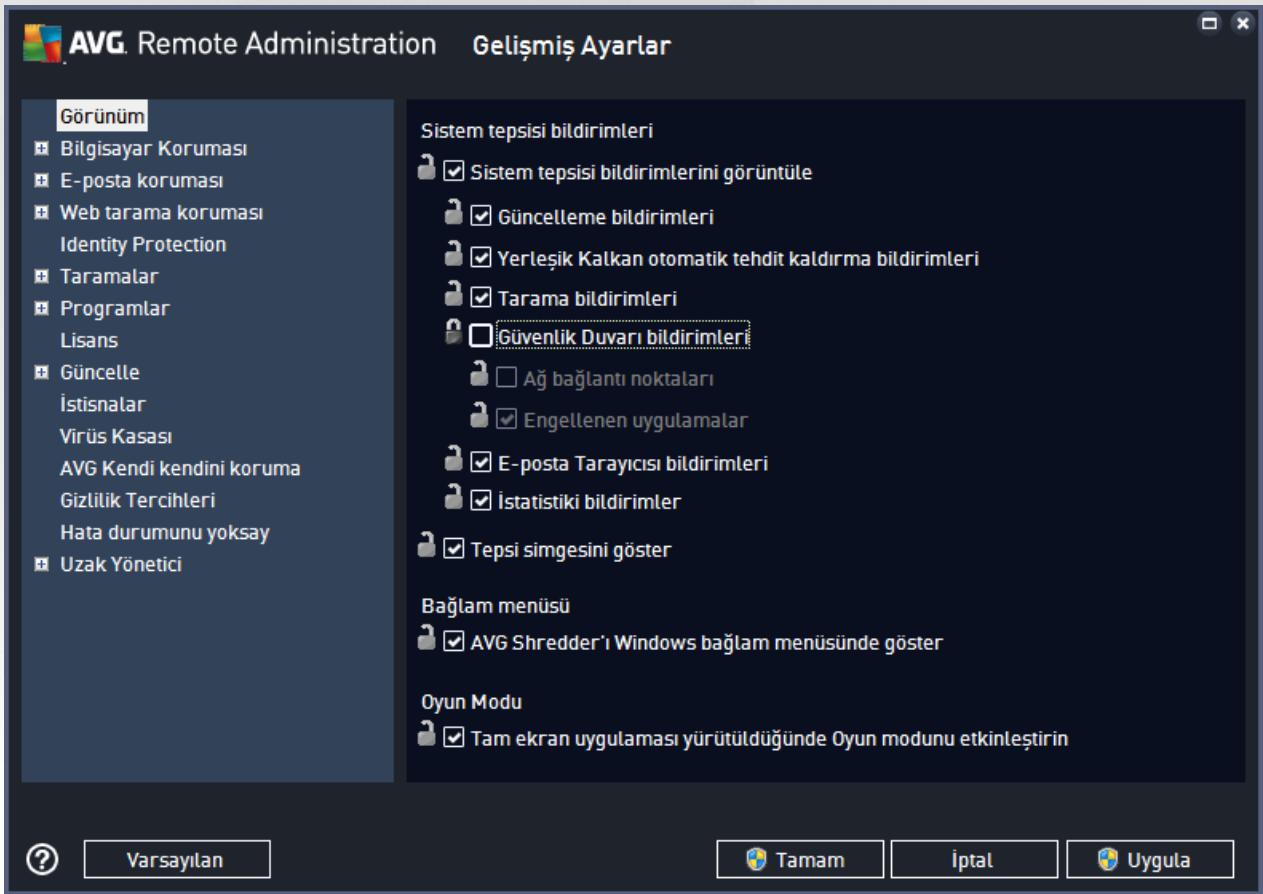 AVG. Remote Administration Gelişmiş Ayarlar
Görünüm
Bilgisayar Koruması
E-posta koruması
Web tarama koruması
Identity Protection
Taramalar
Programlar
Lisans
Güncelle
İstisnalar
Virüs Kasası
AVG Kendi kendini koruma
Gizlilik Tercihleri
Hata durumunu yoksay
Uzak Yönetici
Sistem tepsisi bildirimleri
Sistem tepsisi bildirimlerini görüntüle
Güncelleme bildirimleri
Yerleşik Kalkan otomatik tehdit kaldırma bildirimleri
Tarama bildirimleri
Güvenlik Duvarı bildirimleri
Ağ bağlantı noktaları
Engellenen uygulamalar
E-posta Tarayıcısı bildirimleri
İstatistiki bildirimler
Tepsi simgesini göster
Bağlam menüsü
AVG Shredder'ı Windows bağlam menüsünde göster
Oyun Modu
Tam ekran uygulaması yürütüldüğünde Oyun modunu etkinleştirin
Varsayılan
Tamam
İptal
Uygula